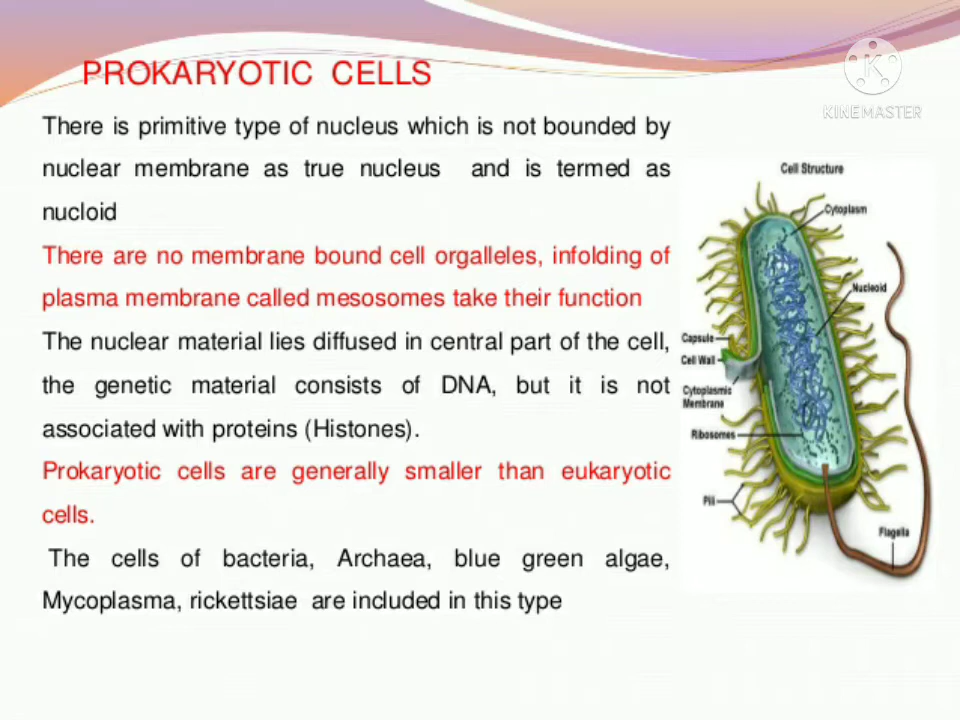 PROKARYOTIC CELLS
KINEMASTER
There is primitive type of nucleus which is not bounded by
nuclear membrane as true nucleus and is termed as
nucloid
There are no membrane bound cell orgalleles, infolding of
plasma membrane called mesosomes take their function
The nuclear material lies diffused in central part of the cell,
the genetic material consists of DNA, but it is not
associated with proteins (Histones).
Prokaryotic cells are generally smaller than eukaryotic
cells.
The cells of bacteria, Archaea, blue green algae,
Mycoplasma, rickettsiae are included in this type
Cell Structure
Cytoplasm
Nucleoid
Capsule
Cell Wall
Cytoplasmic
Membrane
Ribosomes
Pili
Flagella